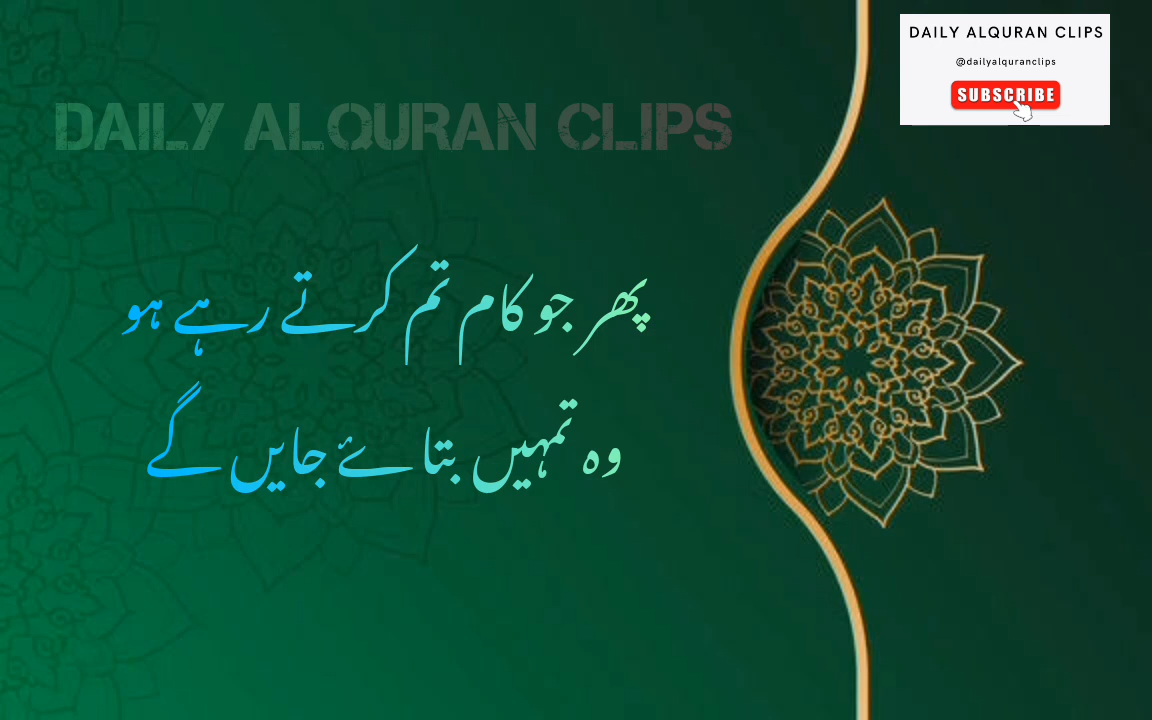 DAILY ALQURAN CLIPS
@dailyalquranclips
SUBSCRIBE
DAILY ALQURAN CLIPS
پھر جو کام تم کرتے رہے ہو
وہ تمہیں بتائے جایں گے